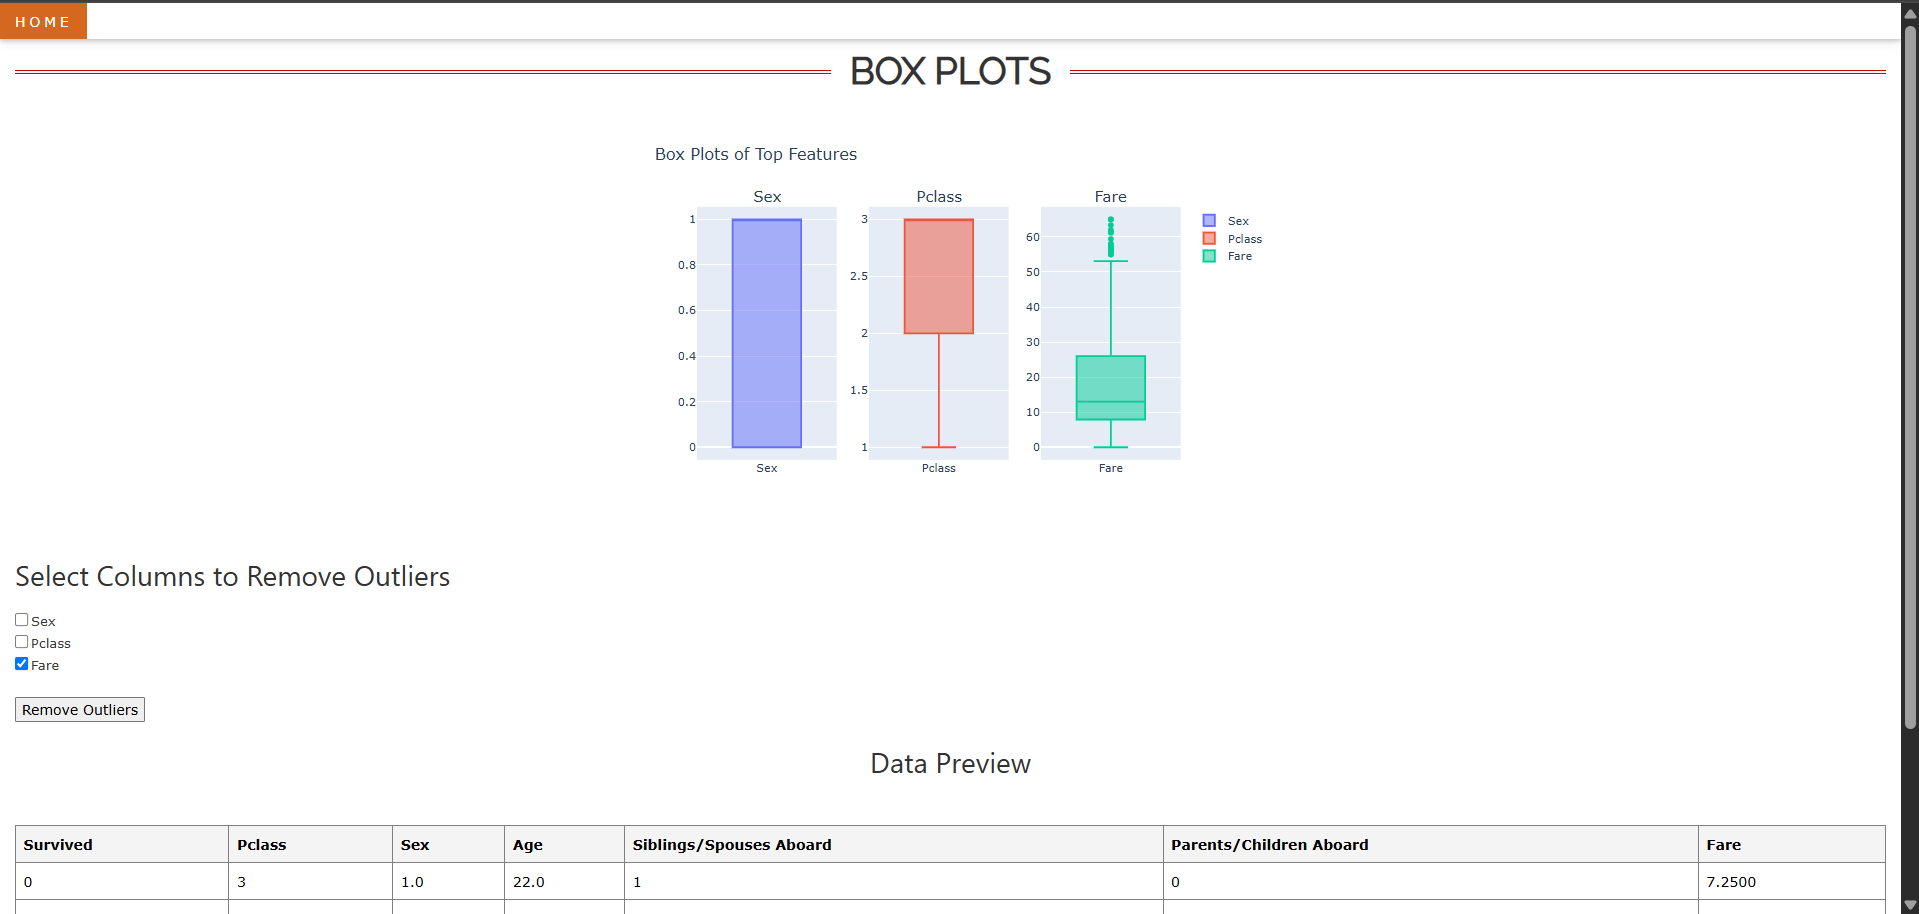 HOME
BOX PLOTS
Box Plots of Top Features
Sex
Pclass
Fare
1
0.8
0.6
0.4
0.2
0
Sex
3
2.5
2
1.5
1
Pclass
60
50
40
30
20
10
0
Fare
Sex
Pclass
Fare
Select Columns to Remove Outliers
Sex
Pclass
Fare
Remove Outliers
Data Preview
Survived Pclass Sex Age Siblings/Spouses Aboard Parents/Children Aboard Fare
0 3 1.0 22.0 1 0 7.2500